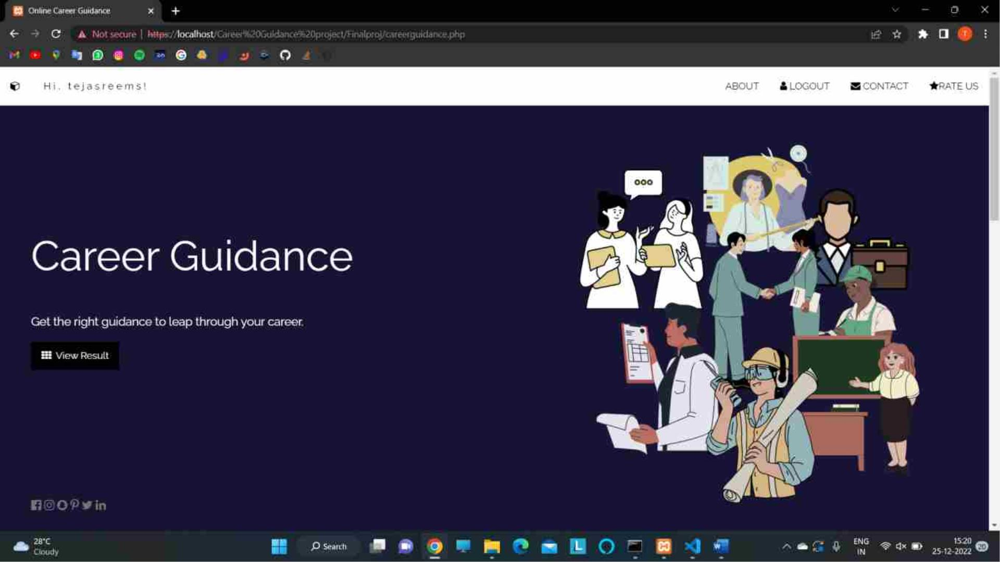 Online Career Guidance
Not secure | https://localhost/Career%20Guidance%20project/Finalproj/careerguidance.php
Hi, tejasreems!
ABOUT
LOGOUT
CONTACT
RATE US
Career Guidance
Get the right guidance to leap through your career.
View Result
28°C
Cloudy
Search
ENG
IN
15:20
25-12-2022